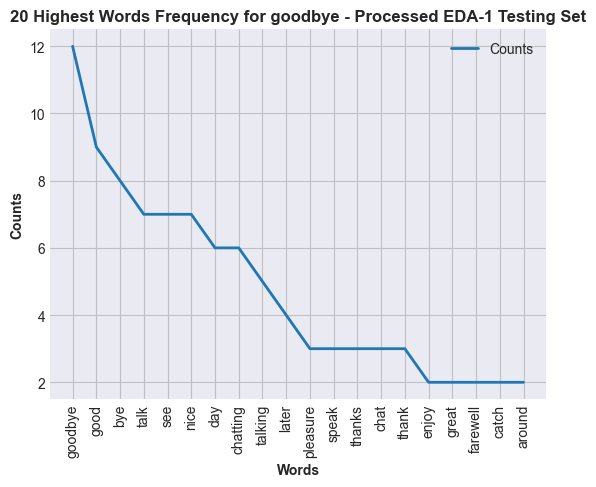 20 Highest Words Frequency for goodbye - Processed EDA-1 Testing Set
Counts
12
10
8
6
4
2
Counts
goodbye
good
bye
talk
see
nice
day
chatting
talking
later
pleasure
speak
thanks
chat
thank
enjoy
great
farewell
catch
around
Words